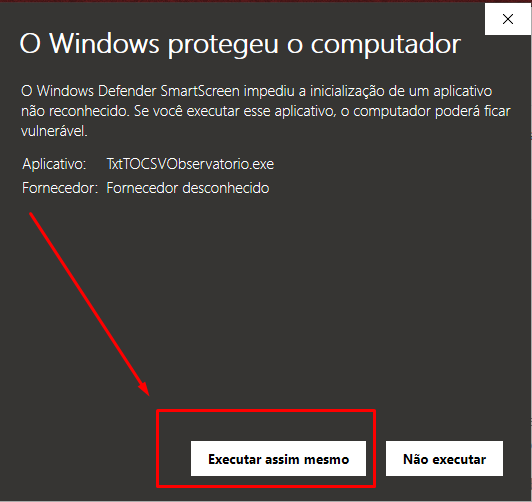 O Windows protegeu o computador
O Windows Defender SmartScreen impediu a inicialização de um aplicativo
não reconhecido. Se você executar esse aplicativo, o computador poderá ficar
vulnerável.
Aplicativo: TxtTOCSVObservatorio.exe
Fornecedor: Fornecedor desconhecido
Executar assim mesmo Não executar